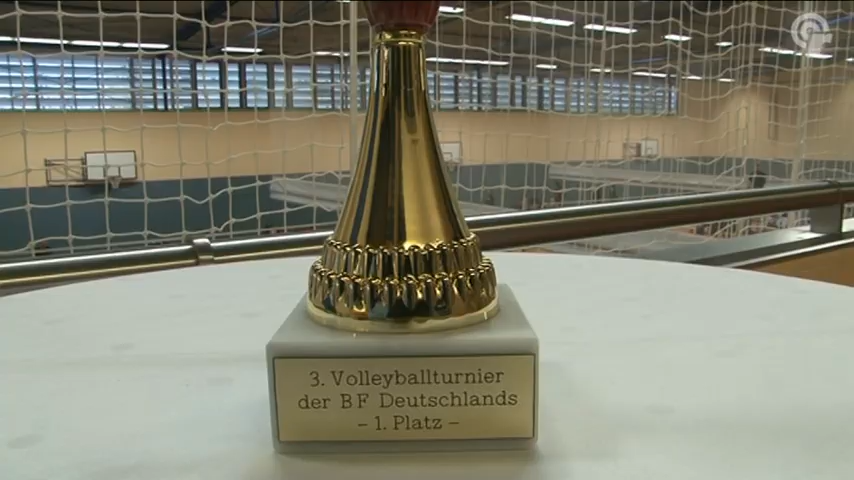 3. Volleyballturnier
der BF Deutschlands
- 1. Platz -